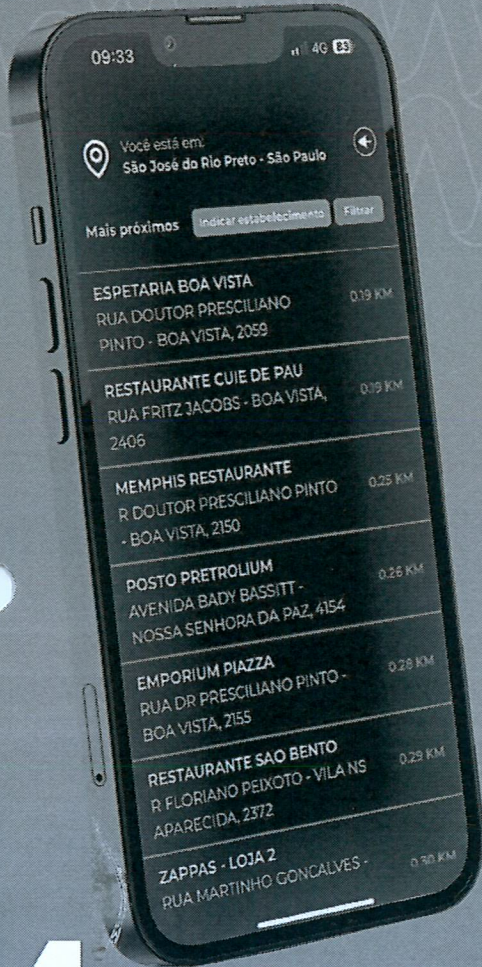 09:33
4G 83
Você está em:
São José do Rio Preto - São Paulo
Mais próximos
Indicar estabelecimento
Filtrar
ESPETARIA BOA VISTA
RUA DOUTOR PRESCILIANO
PINTO - BOA VISTA, 2059
0.19 KM
RESTAURANTE CUIE DE PAU
RUA FRITZ JACOBS - BOA VISTA,
2406
0.19 KM
MEMPHIS RESTAURANTE
R DOUTOR PRESCILIANO PINTO
- BOA VISTA, 2150
0.25 KM
POSTO PRETROLIUM
AVENIDA BADY BASSITT -
NOSSA SENHORA DA PAZ, 4154
0.26 KM
EMPORIUM PIAZZA
RUA DR PRESCILIANO PINTO -
BOA VISTA, 2155
0.28 KM
RESTAURANTE SAO BENTO
R FLORIANO PEIXOTO - VILA NS
APARECIDA, 2372
0.29 KM
ZAPPAS - LOJA 2
RUA MARTINHO GONCALVES -
0.30 KM